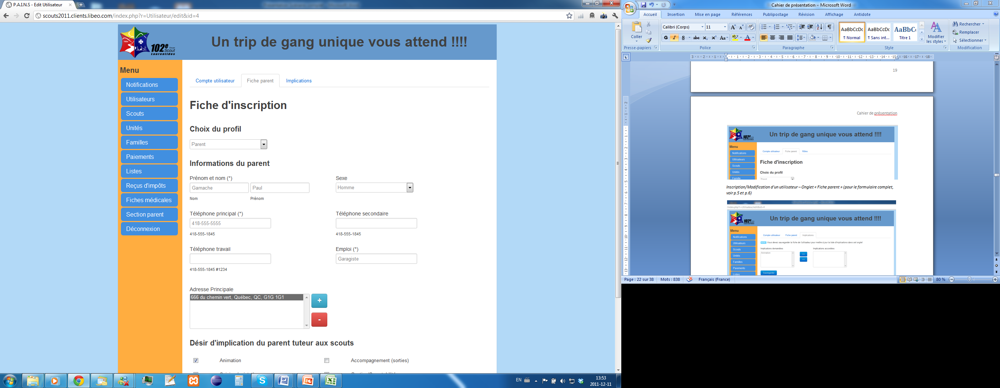 P.A.I.N.S - Edit Utilisateur
scouts2011.clients.libeo.com/index.php?r=Utilisateur/edit&id=4
102e Groupe Scout Laurentides
Un trip de gang unique vous attend !!!!
Menu
Notifications
Utilisateurs
Scouts
Unités
Familles
Paiements
Listes
Reçus d'impôts
Fiches médicales
Section parent
Déconnexion
Compte utilisateur
Fiche parent
Implications
Fiche d'inscription
Choix du profil
Parent
Informations du parent
Prénom et nom (*)
Sexe
Gamache
Paul
Homme
Nom
Prénom
Téléphone principal (*)
Téléphone secondaire
418-555-5555
418-555-1845
418-555-1845
Téléphone travail
Emploi (*)
Garagiste
418-555-1845 #1234
Adresse Principale
666 du chemin vert, Québec, QC, G1G 1G1
+
-
Désir d'implication du parent tuteur aux scouts
Animation
Accompagnement (sorties)
EN
13:53
2011-12-11
Cahier de présentation - Microsoft Word
Accueil
Insertion
Mise en page
Références
Publipostage
Révision
Affichage
Antidote
Coller
Presse-papiers
Calibri (Corps)
11
G I S abc x₂ x² Aa
Police
Paragraphe
AaBbCcDc
¶ Normal
AaBbCcDc
¶ Sans int...
AaBbC
Titre 1
Modifier
les styles
Style
Rechercher
Remplacer
Sélectionner
Modification
19
Cahier de présentation
102e
Un trip de gang unique vous attend !!!!
Menu
Notifications
Utilisateurs
Scouts
Unités
Famille
Compte utilisateur
Fiche parent
Rôles
Fiche d'inscription
Choix du profil
Inscription/Modification d'un utilisateur – Onglet « Fiche parent » (pour le formulaire complet,
voir p.5 et p.6)
/index.php?r=Utilisateur/edit&id=4
102e
Un trip de gang unique vous attend !!!!
Menu
Notifications
Utilisateurs
Scouts
Unités
Familles
Paiements
Listes
Compte utilisateur
Fiche parent
Implications
Vous devez sauvegarder la fiche de l'utilisateur pour mettre à jour la liste d'implications dans cet onglet
Implications demandées
Implications accordées
Animation
Sauvegarder
Page : 22 sur 38
Mots : 838
Français (France)
80 %